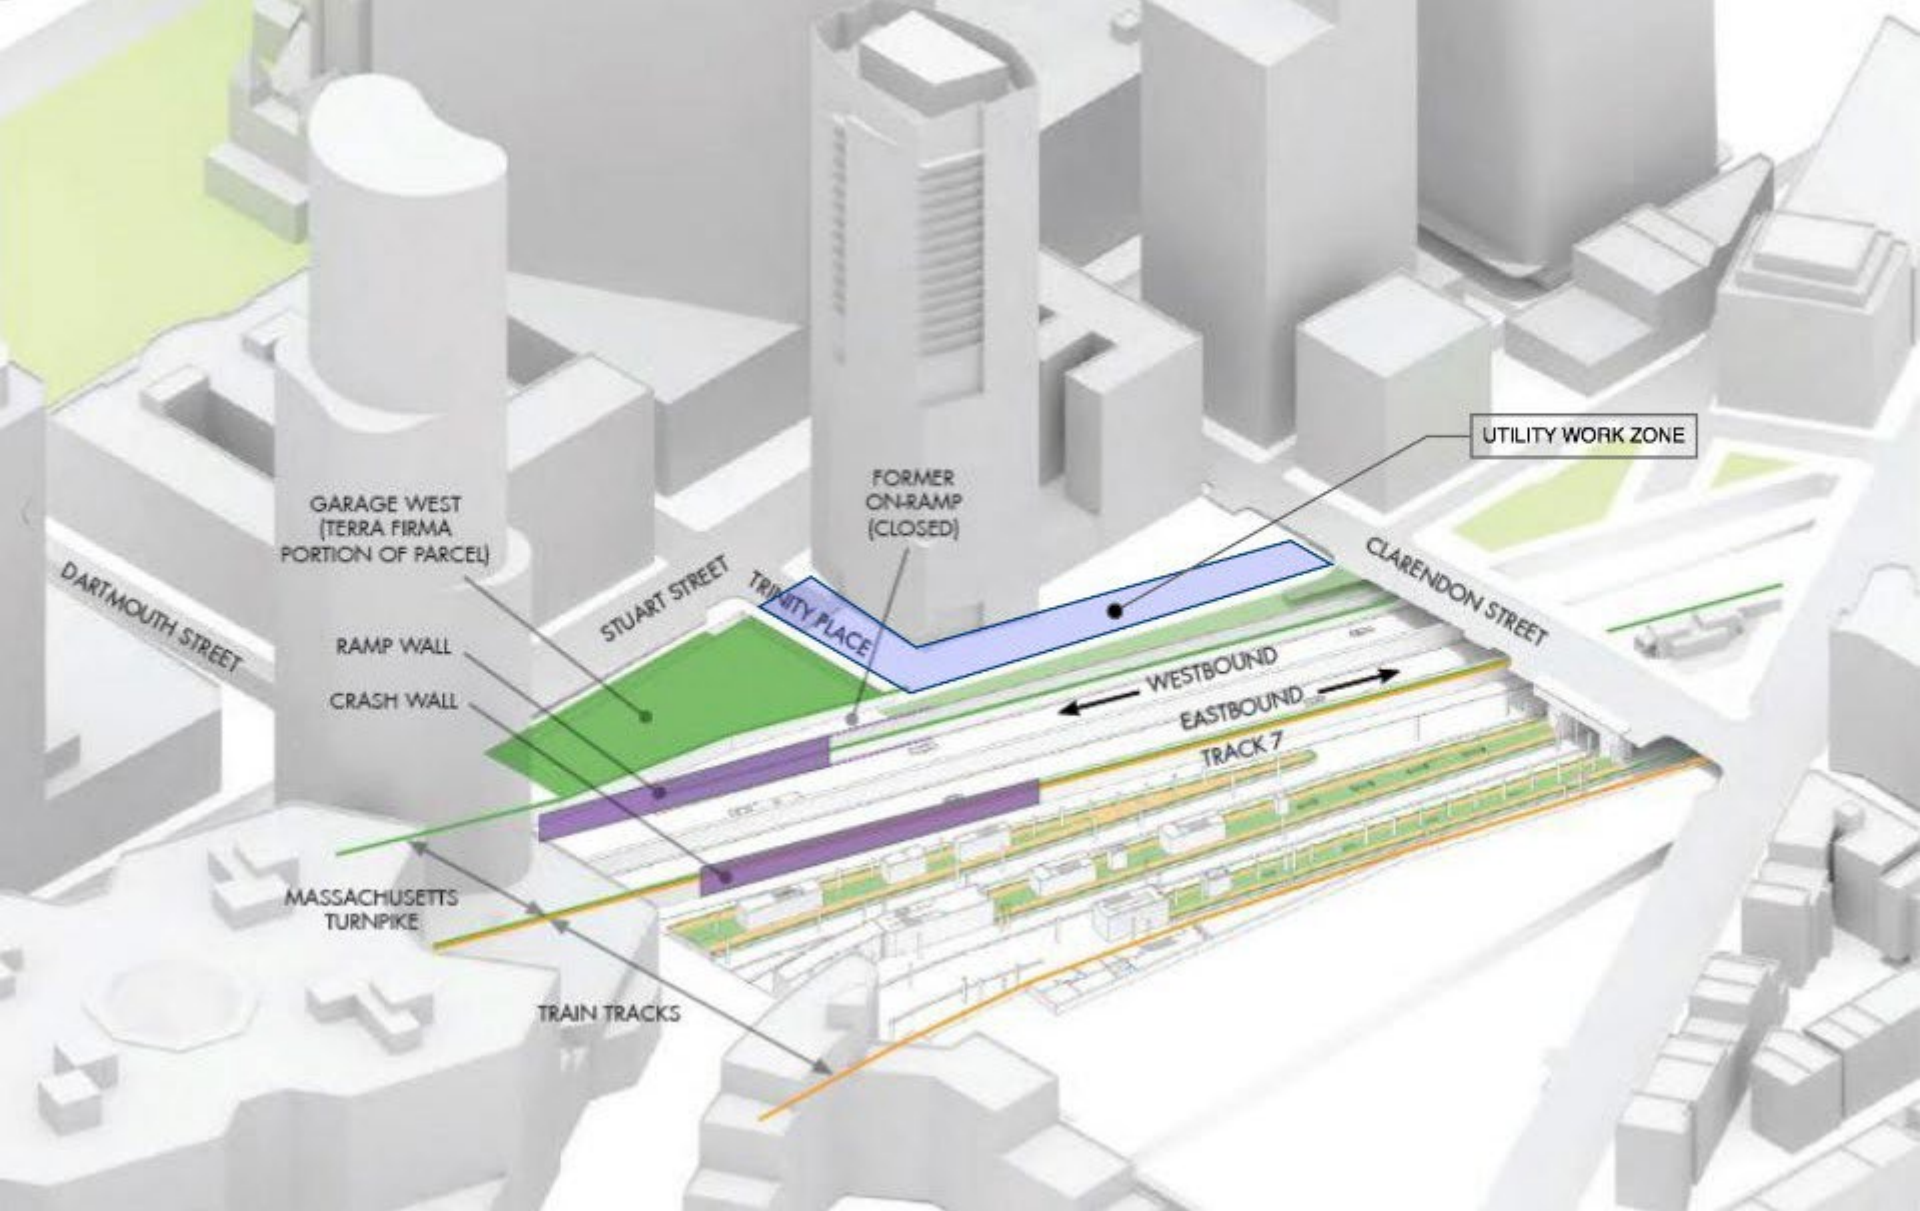 UTILITY WORK ZONE
FORMER
ON-RAMP
(CLOSED)
GARAGE WEST
(TERRA FIRMA
PORTION OF PARCEL)
CLARENDON STREET
DARTMOUTH STREET
STUART STREET
TRINITY PLACE
RAMP WALL
CRASH WALL
WESTBOUND
EASTBOUND
TRACK 7
MASSACHUSETTS
TURNPIKE
TRAIN TRACKS